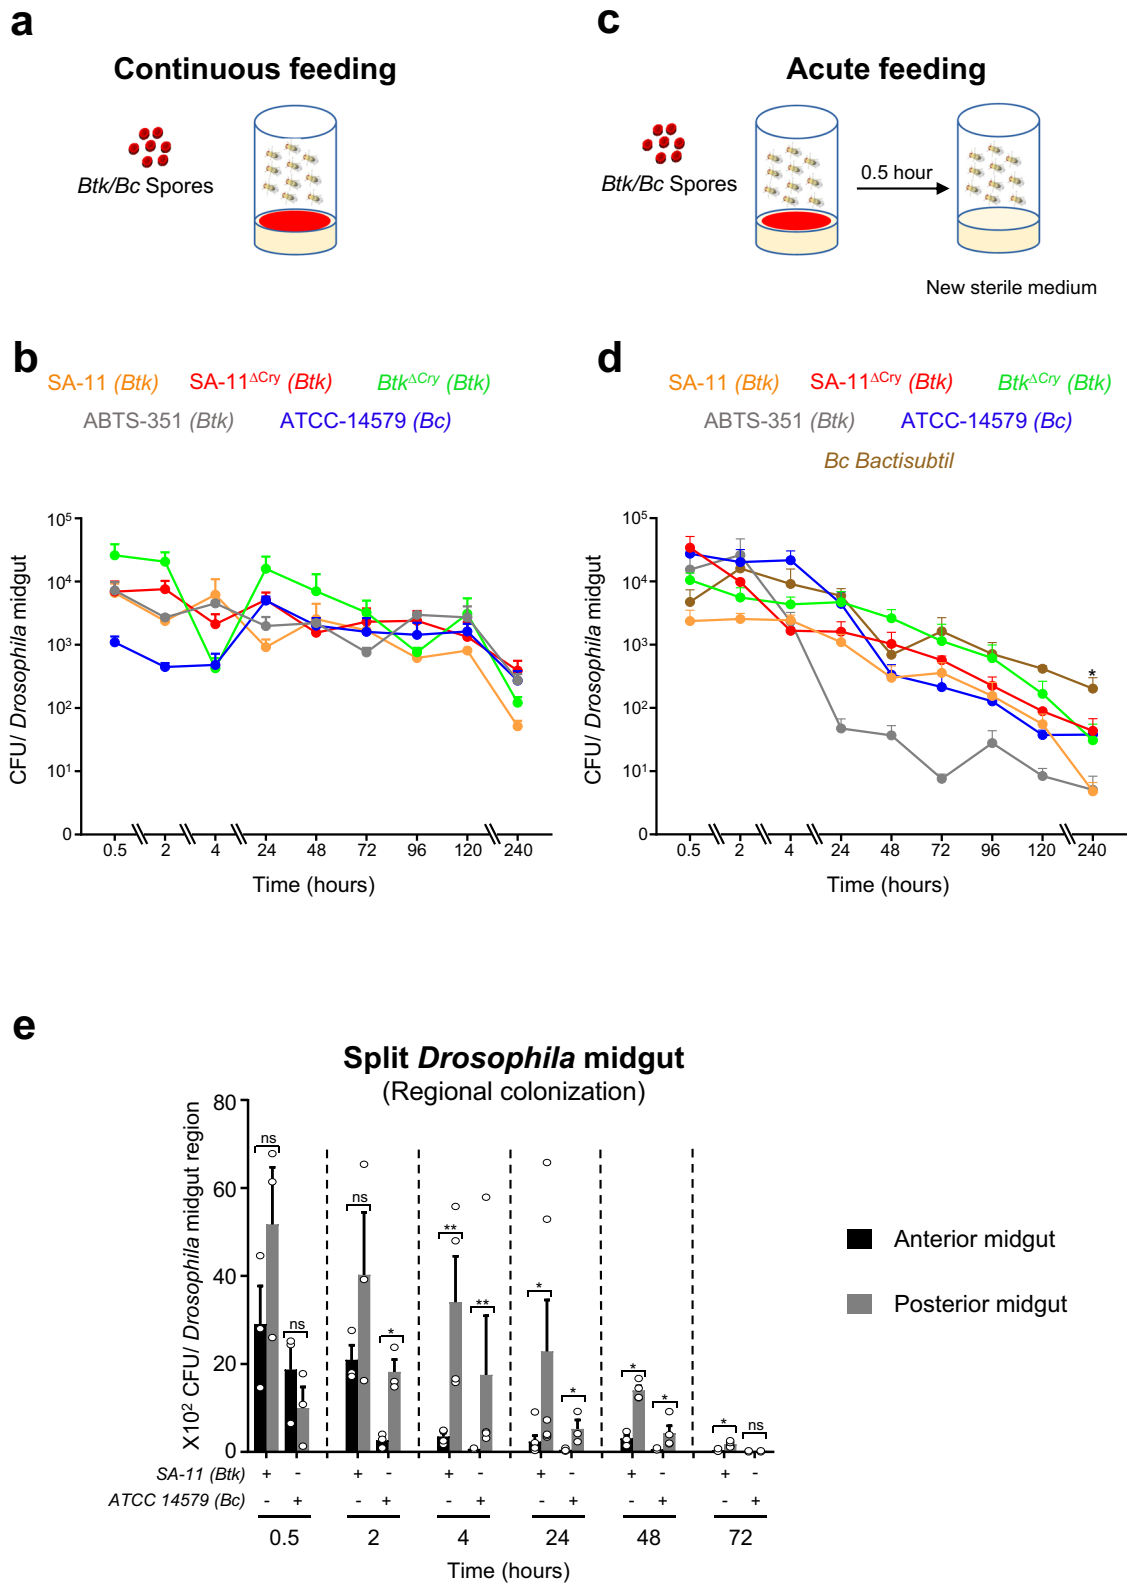 a
Continuous feeding
Btk/Bc Spores
c
Acute feeding
Btk/Bc Spores
0.5 hour
New sterile medium
b
SA-11 (Btk) SA-11ΔCry (Btk) BtkΔCry (Btk)
ABTS-351 (Btk) ATCC-14579 (Bc)
CFU/ Drosophila midgut
10⁵
10⁴
10³
10²
10¹
0
0.5 2 4 24 48 72 96 120 240
Time (hours)
d
SA-11 (Btk) SA-11ΔCry (Btk) BtkΔCry (Btk)
ABTS-351 (Btk) ATCC-14579 (Bc)
Bc Bactisubtil
CFU/ Drosophila midgut
10⁵
10⁴
10³
10²
10¹
0
*
0.5 2 4 24 48 72 96 120 240
Time (hours)
e
Split Drosophila midgut
(Regional colonization)
X10² CFU/ Drosophila midgut region
80
60
40
20
0
ns ns ns * ** ** * * * * * ns
Anterior midgut
Posterior midgut
SA-11 (Btk) + - + - + - + - + - + -
ATCC 14579 (Bc) - + - + - + - + - + - +
0.5 2 4 24 48 72
Time (hours)